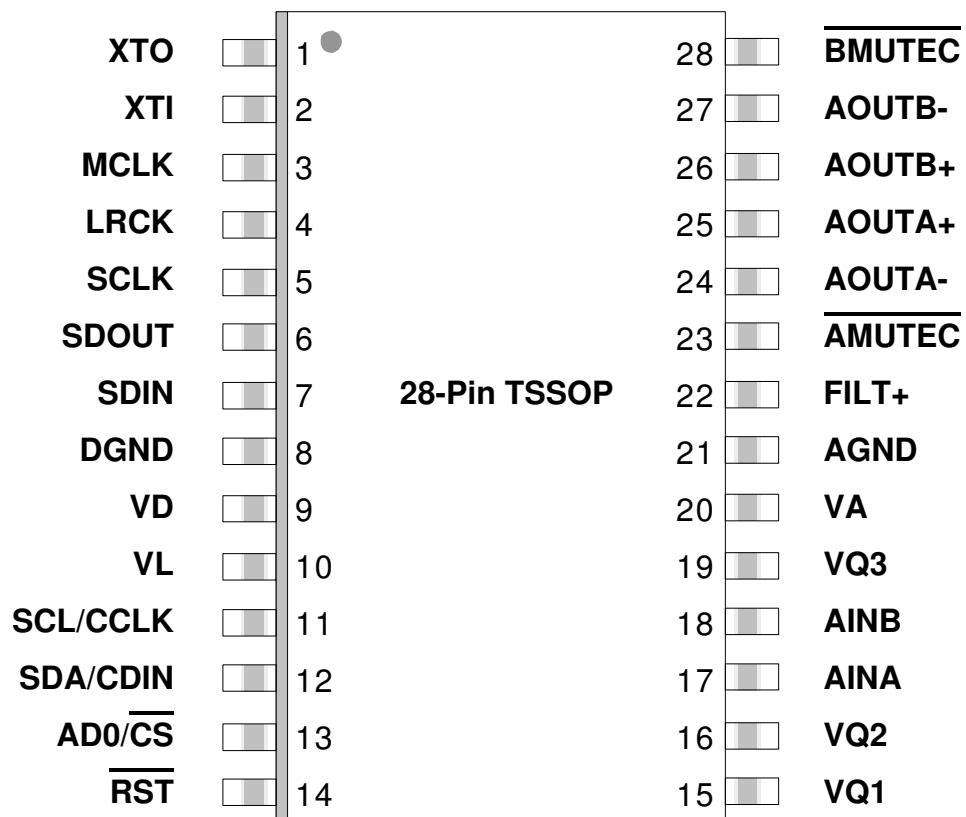 XTO 1 28 BMUTEC
XTI 2 27 AOUTB-
MCLK 3 26 AOUTB+
LRCK 4 25 AOUTA+
SCLK 5 24 AOUTA-
SDOUT 6 23 AMUTEC
SDIN 7 28-Pin TSSOP 22 FILT+
DGND 8 21 AGND
VD 9 20 VA
VL 10 19 VQ3
SCL/CCLK 11 18 AINB
SDA/CDIN 12 17 AINA
AD0/CS 13 16 VQ2
RST 14 15 VQ1